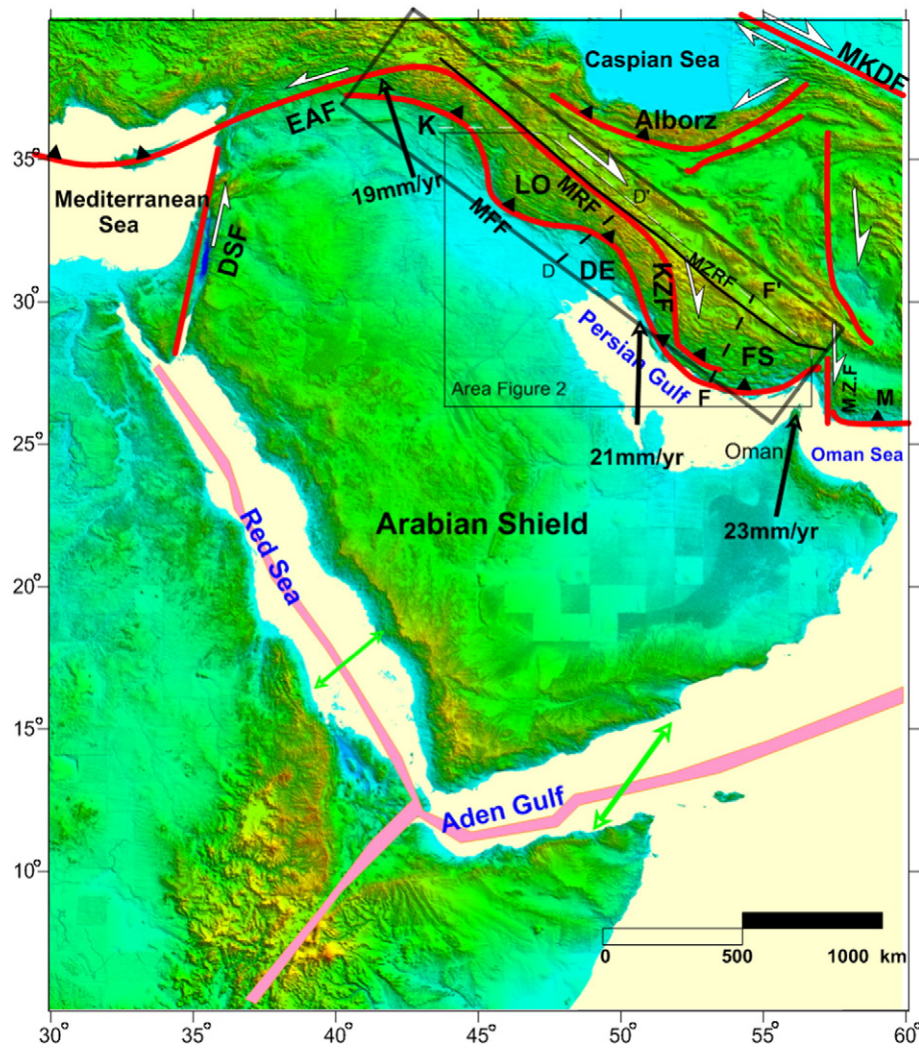 Caspian Sea
MKDF
EAF
K
Alborz
35°
19mm/yr
LO
MRF
D'
Mediterranean
Sea
DSF
MFF
MZRF
30°
D
DE
KZF
F'
Persian Gulf
FS
M.Z.F
Area Figure 2
F
M
25°
21mm/yr
Oman
Oman Sea
Red Sea
Arabian Shield
23mm/yr
20°
15°
Aden Gulf
10°
0 500 1000 km
30° 35° 40° 45° 50° 55° 60°